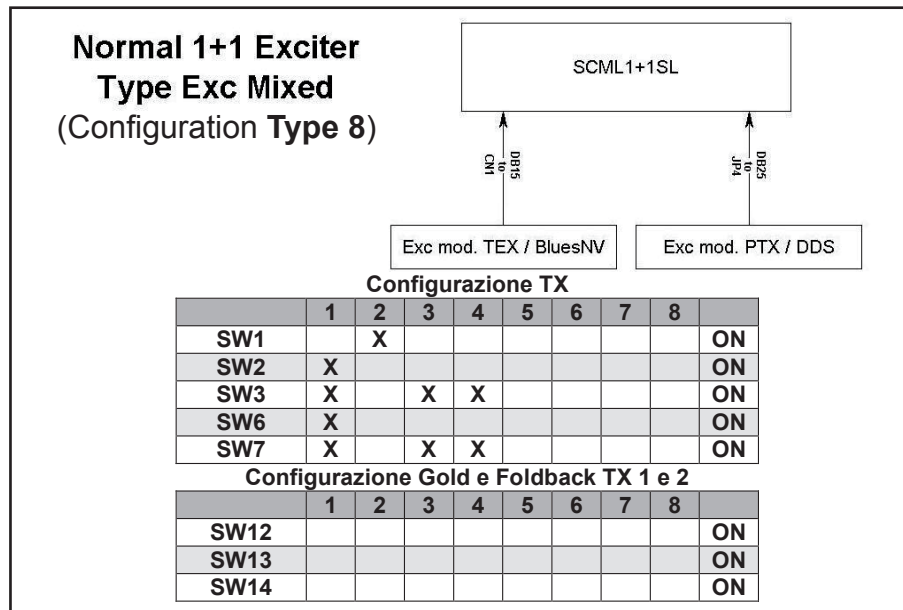 Normal 1+1 Exciter
Type Exc Mixed
(Configuration Type 8)
SCML1+1SL
DB15
to
CN1
DB25
to
JP4
Exc mod. TEX / BluesNV
Exc mod. PTX / DDS
Configurazione TX
1 2 3 4 5 6 7 8
SW1 X ON
SW2 X ON
SW3 X X X ON
SW6 X ON
SW7 X X X ON
Configurazione Gold e Foldback TX 1 e 2
1 2 3 4 5 6 7 8
SW12 ON
SW13 ON
SW14 ON